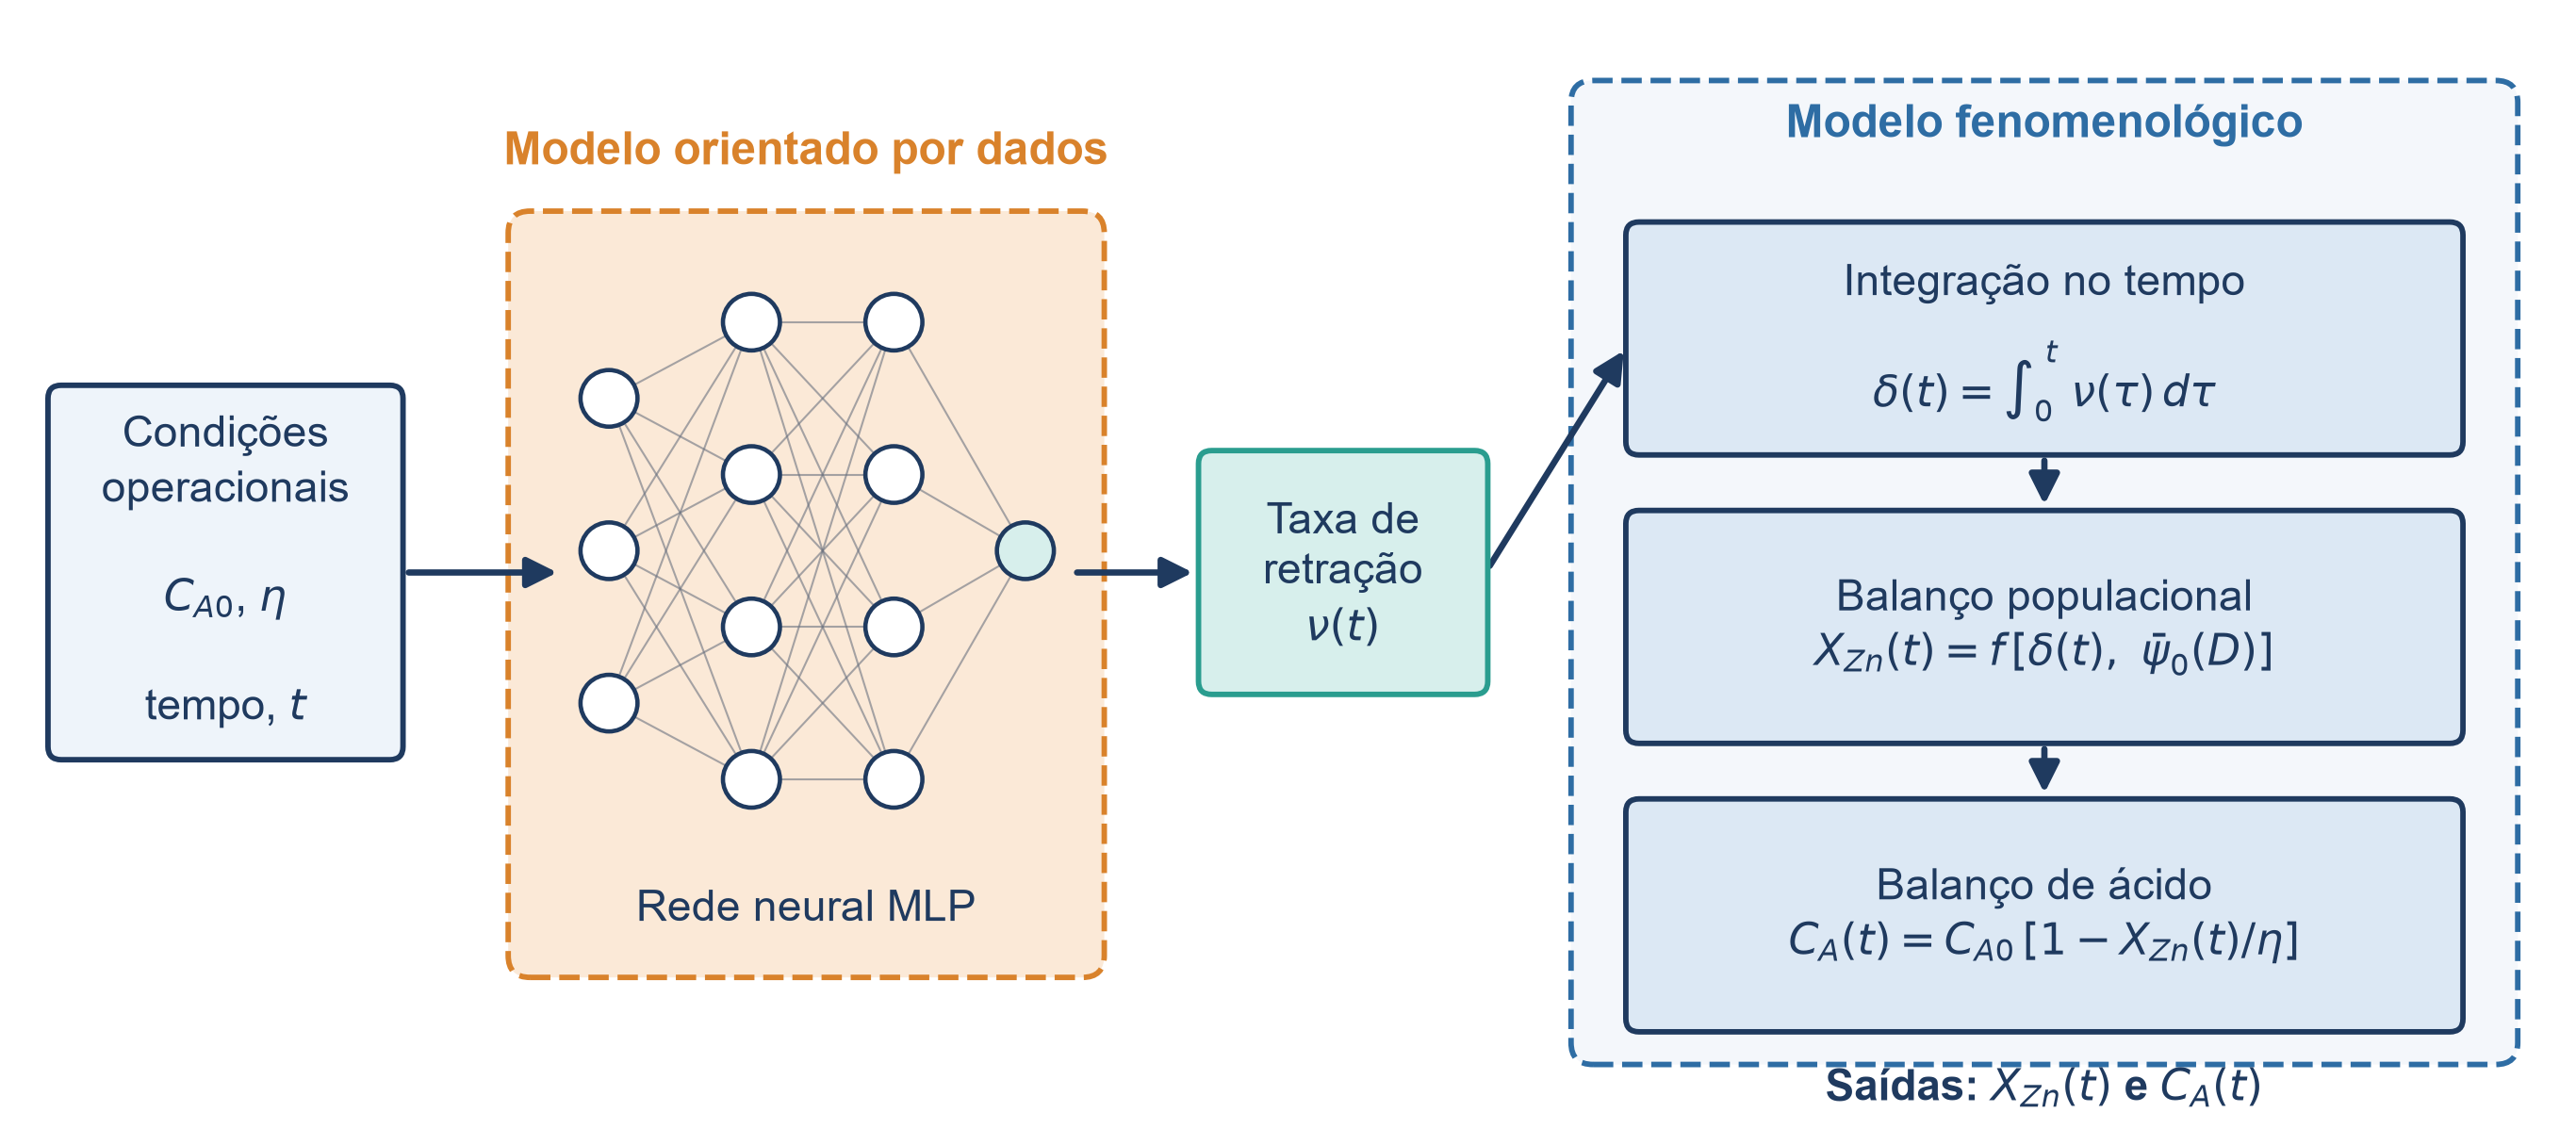 Modelo orientado por dados
Condições
operacionais
C_{A0}, η
tempo, t
Rede neural MLP
Taxa de
retração
ν(t)
Modelo fenomenológico
Integração no tempo
δ(t) = ∫_0^t ν(τ) dτ
Balanço populacional
X_{Zn}(t) = f[δ(t), ψ̄_0(D)]
Balanço de ácido
C_A(t) = C_{A0} [1 − X_{Zn}(t)/η]
Saídas: X_{Zn}(t) e C_A(t)